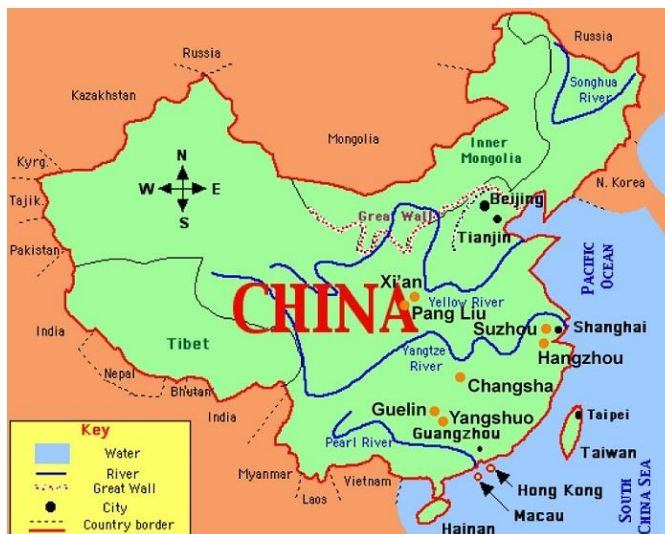 Russia
Russia
Songhua
River
Kazakhstan
Mongolia
Inner
Mongolia
Kyrg.
N
W E
S
Tajik.
N. Korea
Beijing
Great Wall
Tianjin
Pakistan
PACIFIC
OCEAN
Xi'an
CHINA
Yellow River
Pang Liu
Suzhou
Shanghai
India
Tibet
Yangtze
River
Hangzhou
Nepal
Bhutan
Changsha
India
Guelin
Yangshuo
Taipei
Guangzhou
Pearl River
Taiwan
Myanmar
Laos
Vietnam
Hong Kong
Macau
Hainan
SOUTH
CHINA SEA
Key
Water
River
Great Wall
City
Country border